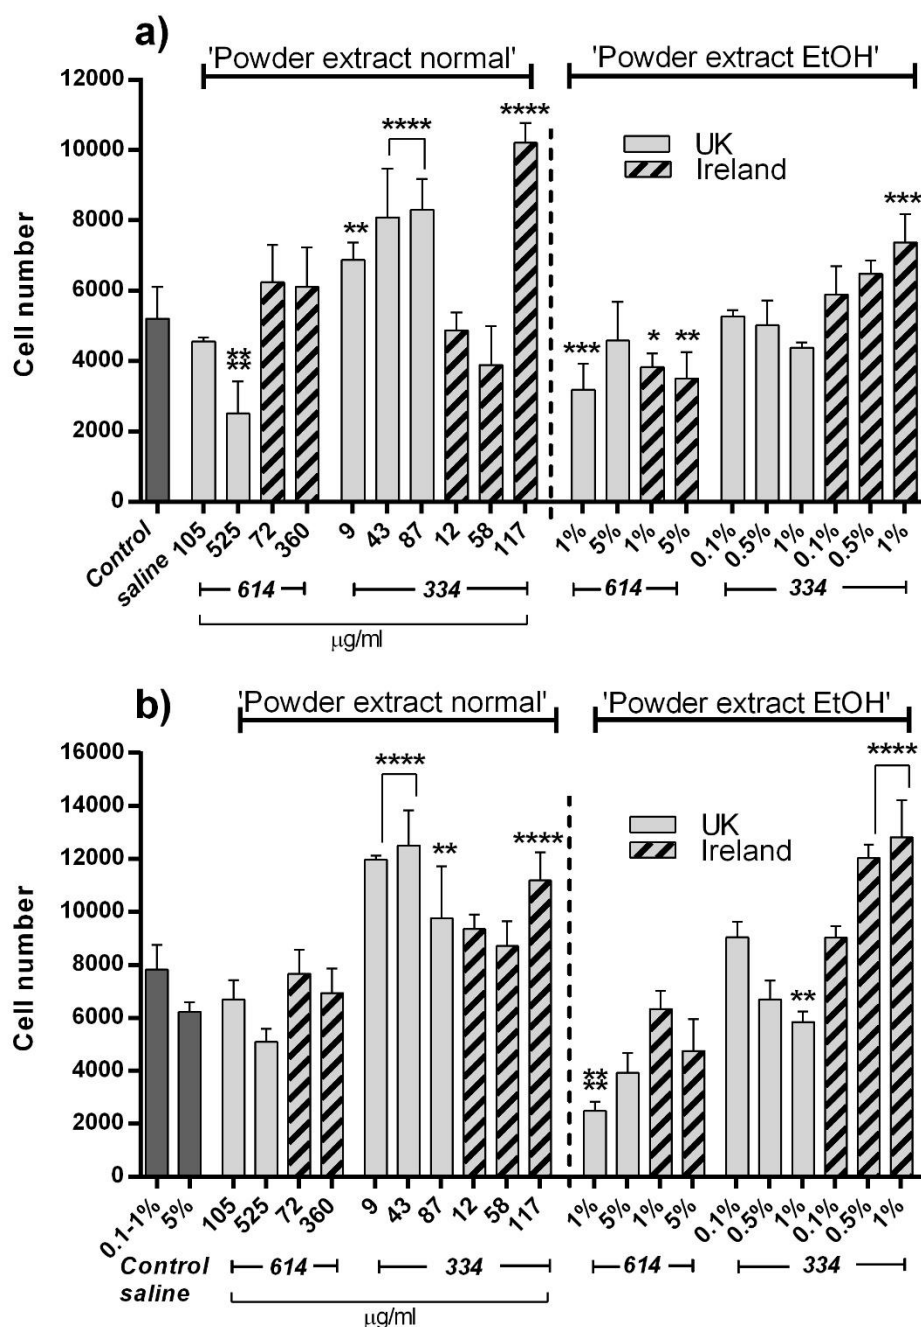 a)
'Powder extract normal' 'Powder extract EtOH'
12000
10000
8000
6000
4000
2000
0
Cell number
**
**
**
****
****
***
*
**
***
UK
Ireland
Control saline
105 525 72 360 9 43 87 12 58 117 1% 5% 1% 5% 0.1% 0.5% 1% 0.1% 0.5% 1%
614 334 614 334
μg/ml
b)
'Powder extract normal' 'Powder extract EtOH'
16000
14000
12000
10000
8000
6000
4000
2000
0
Cell number
****
**
****
**
**
**
****
UK
Ireland
0.1-1% 5% 105 525 72 360 9 43 87 12 58 117 1% 5% 1% 5% 0.1% 0.5% 1% 0.1% 0.5% 1%
Control
saline
614 334 614 334
μg/ml